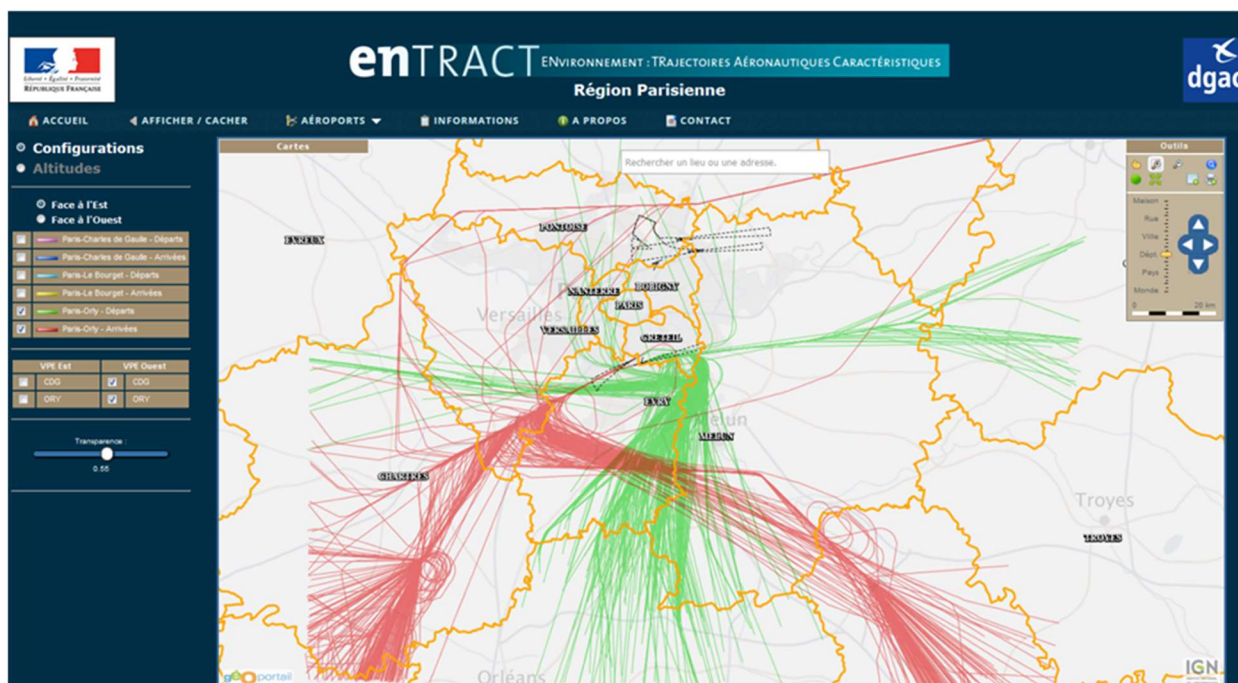 Liberté • Égalité • Fraternité
RÉPUBLIQUE FRANÇAISE
enTRACT ENVIRONNEMENT : TRAJECTOIRES AÉRONAUTIQUES CARACTÉRISTIQUES
Région Parisienne
dgac
ACCUEIL AFFICHER / CACHER AÉROPORTS INFORMATIONS A PROPOS CONTACT
Configurations
Altitudes
Face à l'Est
Face à l'Ouest
Paris-Charles de Gaulle - Départs
Paris-Charles de Gaulle - Arrivées
Paris-Le Bourget - Départs
Paris-Le Bourget - Arrivées
Paris-Orly - Départs
Paris-Orly - Arrivées
VPE Est VPE Ouest
CDG CDG
ORY ORY
Transparence :
0.55
Cartes
Rechercher un lieu ou une adresse.
Outils
Maison
Rue
Ville
Dépt.
Pays
Monde
0 20 km
PONTOISE
EVREUX
NANTERRE
BOBIGNY
PARIS
Versailles
VERSAILLES
CRETEIL
EVRY
Melun
MELUN
CHARTRES
Troyes
TROYES
Orléans
géoportail
IGN